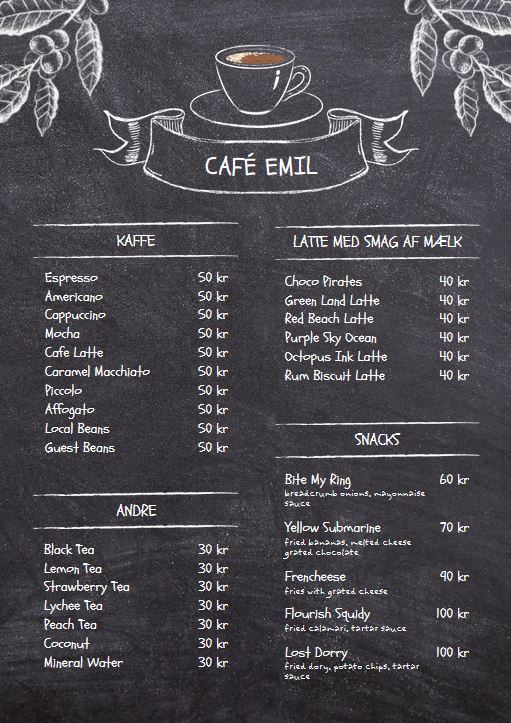 CAFÉ EMIL
KAFFE
Espresso 50 kr
Americano 50 kr
Cappuccino 50 kr
Mocha 50 kr
Cafe Latte 50 kr
Caramel Macchiato 50 kr
Piccolo 50 kr
Affogato 50 kr
Local Beans 50 kr
Guest Beans 50 kr
ANDRE
Black Tea 30 kr
Lemon Tea 30 kr
Strawberry Tea 30 kr
Lychee Tea 30 kr
Peach Tea 30 kr
Coconut 30 kr
Mineral Water 30 kr
LATTE MED SMAG AF MÆLK
Choco Pirates 40 kr
Green Land Latte 40 kr
Red Beach Latte 40 kr
Purple Sky Ocean 40 kr
Octopus Ink Latte 40 kr
Rum Biscuit Latte 40 kr
SNACKS
Bite My Ring 60 kr
breadcrumb onions, mayonnaise
sauce
Yellow Submarine 70 kr
fried bananas, melted cheese
grated chocolate
Frencheese 90 kr
fries with grated cheese
Flourish Squidy 100 kr
fried calamari, tartar sauce
Lost Dorry 100 kr
fried dory, potato chips, tartar
sauce